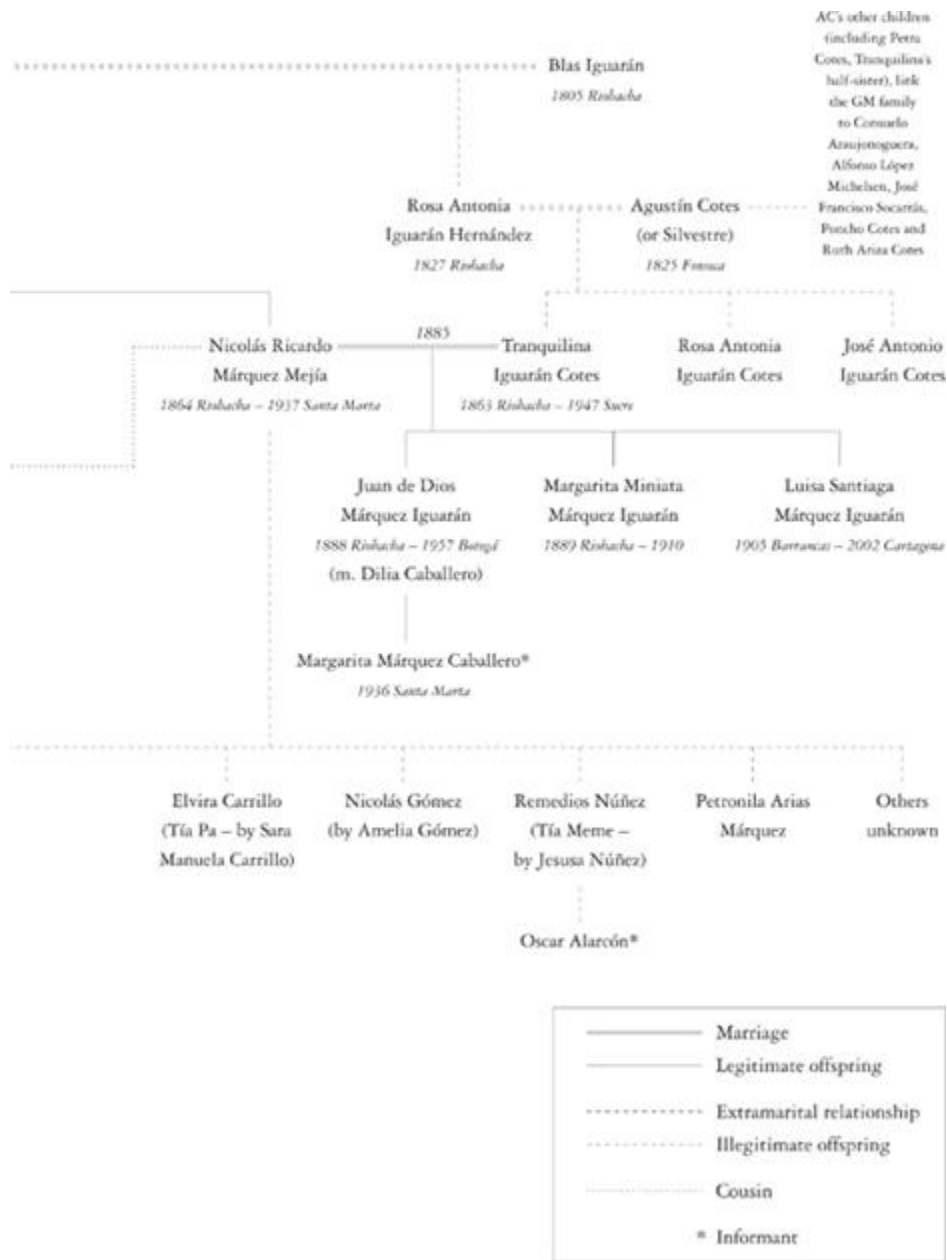 AC's other children
(including Petra
Cotes, Tranquilina's
half-sister), link
the GM family
to Consuelo
Araujonoguera,
Alfonso López
Michelsen, José
Francisco Socarrás,
Poncho Cotes and
Ruth Ariza Cotes
Blas Iguarán
1805 Riohacha
Rosa Antonia
Iguarán Hernández
1827 Riohacha
Agustín Cotes
(or Silvestre)
1825 Fonseca
Nicolás Ricardo
Márquez Mejía
1864 Riohacha – 1937 Santa Marta
1885
Tranquilina
Iguarán Cotes
1863 Riohacha – 1947 Sucre
Rosa Antonia
Iguarán Cotes
José Antonio
Iguarán Cotes
Juan de Dios
Márquez Iguarán
1888 Riohacha – 1957 Bogotá
(m. Dilia Caballero)
Margarita Miniata
Márquez Iguarán
1889 Riohacha – 1910
Luisa Santiaga
Márquez Iguarán
1905 Barrancas – 2002 Cartagena
Margarita Márquez Caballero*
1936 Santa Marta
Elvira Carrillo
(Tía Pa – by Sara
Manuela Carrillo)
Nicolás Gómez
(by Amelia Gómez)
Remedios Núñez
(Tía Meme –
by Jesusa Núñez)
Petronila Arias
Márquez
Others
unknown
Oscar Alarcón*
Marriage
Legitimate offspring
Extramarital relationship
Illegitimate offspring
Cousin
* Informant